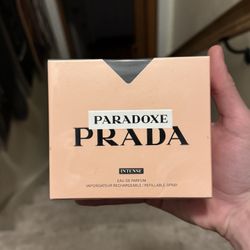 PARADOXE
PRADA
INTENSE
EAU DE PARFUM
VAPORISATEUR RECHARGEABLE / REFILLABLE SPRAY